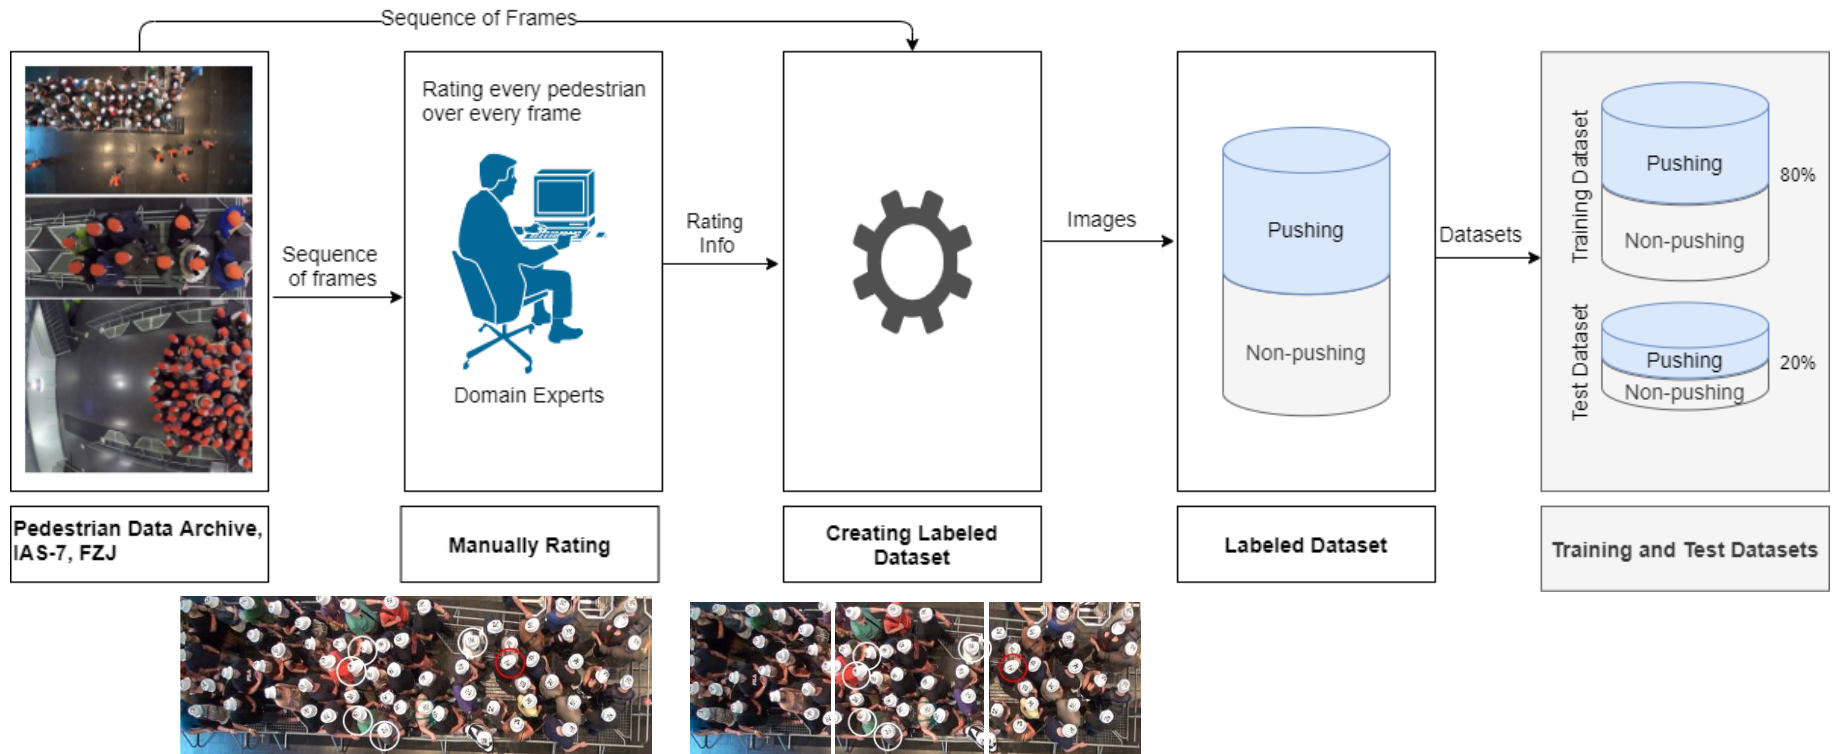 Sequence of Frames
Sequence
of frames
Rating every pedestrian
over every frame
Domain Experts
Rating
Info
Images
Pushing
Non-pushing
Datasets
Training Dataset
Pushing
Non-pushing
80%
Test Dataset
Pushing
Non-pushing
20%
Pedestrian Data Archive,
IAS-7, FZJ
Manually Rating
Creating Labeled
Dataset
Labeled Dataset
Training and Test Datasets